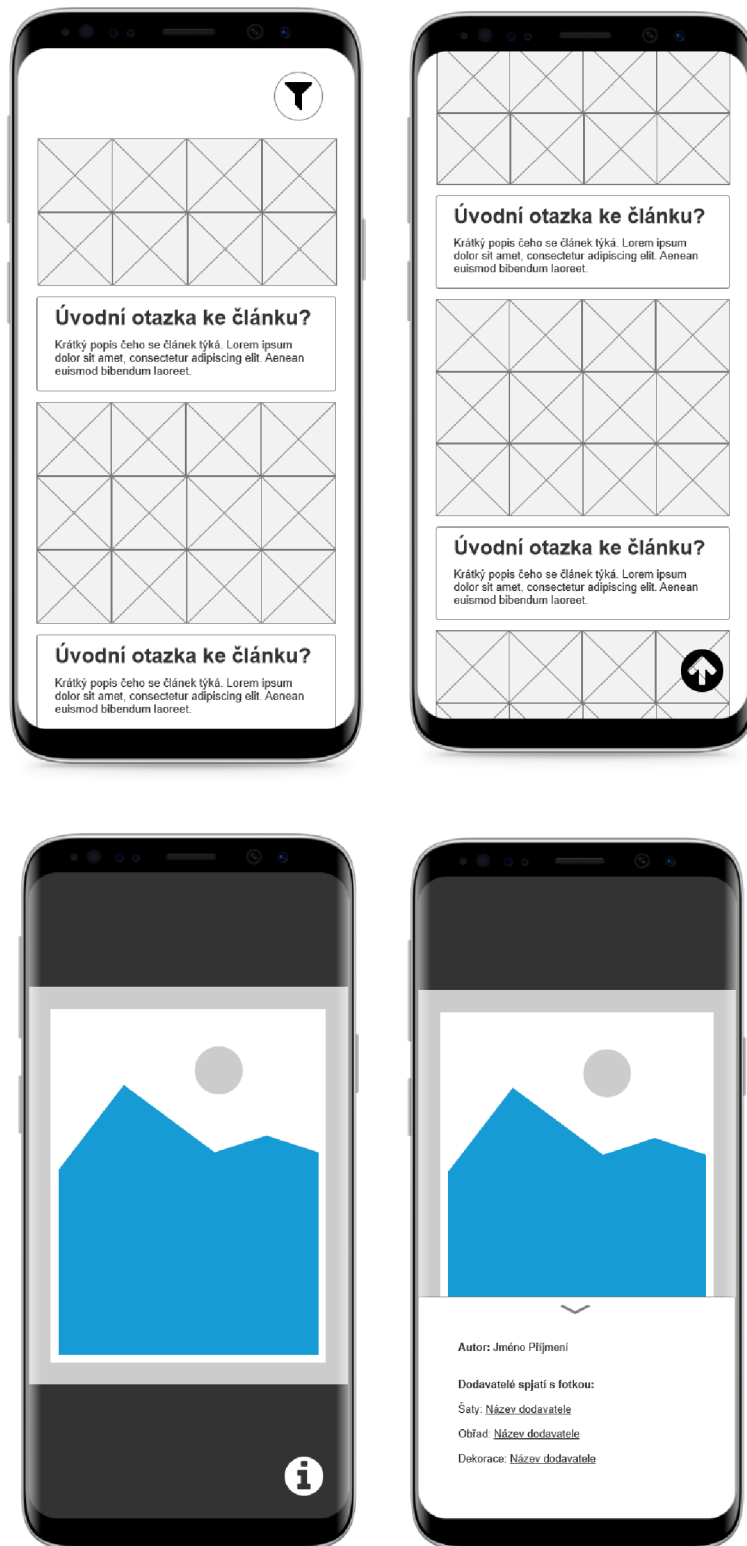 Úvodní otazka ke článku?
Krátký popis čeho se článek týká. Lorem ipsum
dolor sit amet, consectetur adipiscing elit. Aenean
euismod bibendum laoreet.
Úvodní otazka ke článku?
Krátký popis čeho se článek týká. Lorem ipsum
dolor sit amet, consectetur adipiscing elit. Aenean
euismod bibendum laoreet.
Úvodní otazka ke článku?
Krátký popis čeho se článek týká. Lorem ipsum
dolor sit amet, consectetur adipiscing elit. Aenean
euismod bibendum laoreet.
Úvodní otazka ke článku?
Krátký popis čeho se článek týká. Lorem ipsum
dolor sit amet, consectetur adipiscing elit. Aenean
euismod bibendum laoreet.
Autor: Jméno Příjmení
Dodavatelé spjati s fotkou:
Šaty: Název dodavatele
Obřad: Název dodavatele
Dekorace: Název dodavatele